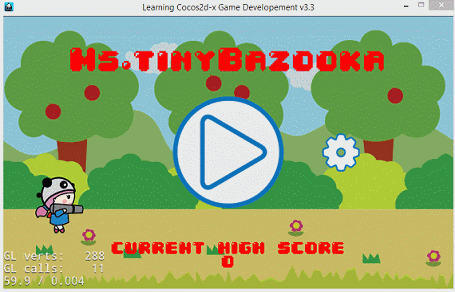 Learning Cocos2d-x Game Developement v3.3
Ms.TinyBazooka
CURRENT HIGH SCORE
0
GL verts: 288
GL calls: 11
59.9 / 0.004